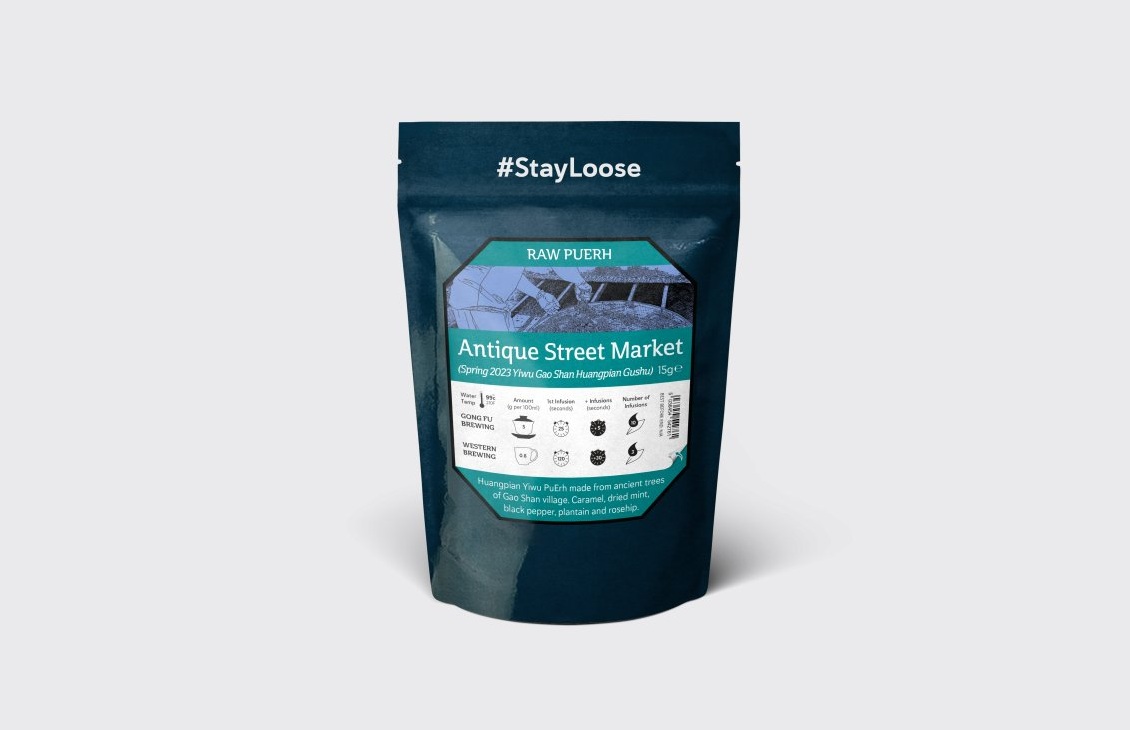 #StayLoose
RAW PUERH
Antique Street Market
(Spring 2023 Yiwu Gao Shan Huangpian Gushu) 15g℮
Water Temp 99c
Amount (g per 100ml)
1st Infusion (seconds)
+ Infusions (seconds)
Number of Infusions
GONG FU BREWING
3
25
+5
WESTERN BREWING
0.6
120
+30
3
Huangpian Yiwu PuErh made from ancient trees
of Gao Shan village. Caramel, dried mint,
black pepper, plantain and rosehip.